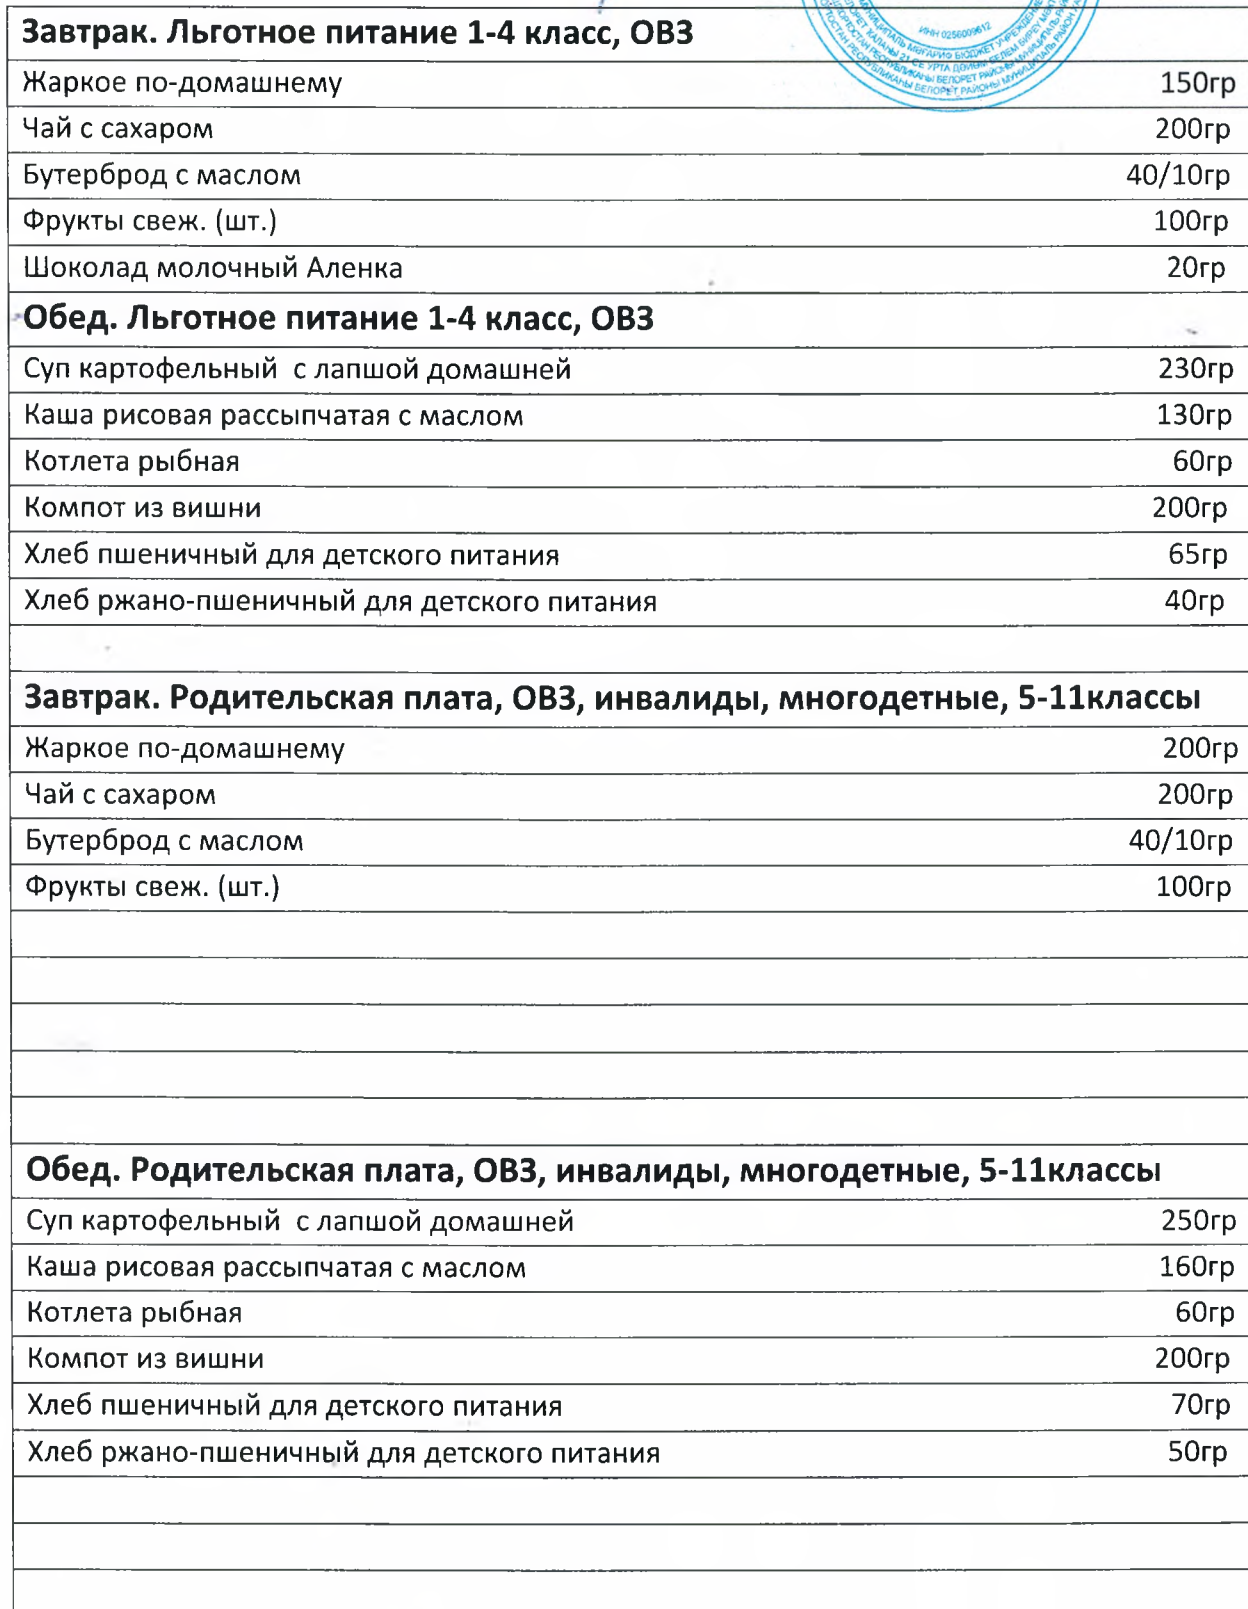 ИНН 0256009612
Завтрак. Льготное питание 1-4 класс, ОВЗ
Жаркое по-домашнему 150гр
Чай с сахаром 200гр
Бутерброд с маслом 40/10гр
Фрукты свеж. (шт.) 100гр
Шоколад молочный Аленка 20гр
Обед. Льготное питание 1-4 класс, ОВЗ
Суп картофельный с лапшой домашней 230гр
Каша рисовая рассыпчатая с маслом 130гр
Котлета рыбная 60гр
Компот из вишни 200гр
Хлеб пшеничный для детского питания 65гр
Хлеб ржано-пшеничный для детского питания 40гр
Завтрак. Родительская плата, ОВЗ, инвалиды, многодетные, 5-11классы
Жаркое по-домашнему 200гр
Чай с сахаром 200гр
Бутерброд с маслом 40/10гр
Фрукты свеж. (шт.) 100гр
Обед. Родительская плата, ОВЗ, инвалиды, многодетные, 5-11классы
Суп картофельный с лапшой домашней 250гр
Каша рисовая рассыпчатая с маслом 160гр
Котлета рыбная 60гр
Компот из вишни 200гр
Хлеб пшеничный для детского питания 70гр
Хлеб ржано-пшеничный для детского питания 50гр